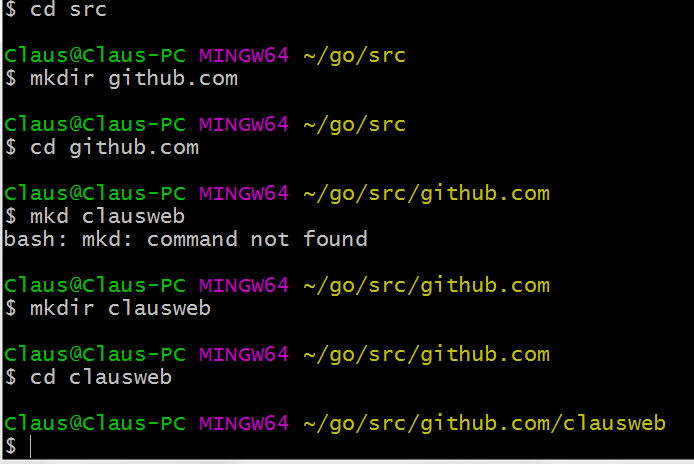 $ cd src
Claus@Claus-PC MINGW64 ~/go/src
$ mkdir github.com
Claus@Claus-PC MINGW64 ~/go/src
$ cd github.com
Claus@Claus-PC MINGW64 ~/go/src/github.com
$ mkd clausweb
bash: mkd: command not found
Claus@Claus-PC MINGW64 ~/go/src/github.com
$ mkdir clausweb
Claus@Claus-PC MINGW64 ~/go/src/github.com
$ cd clausweb
Claus@Claus-PC MINGW64 ~/go/src/github.com/clausweb
$